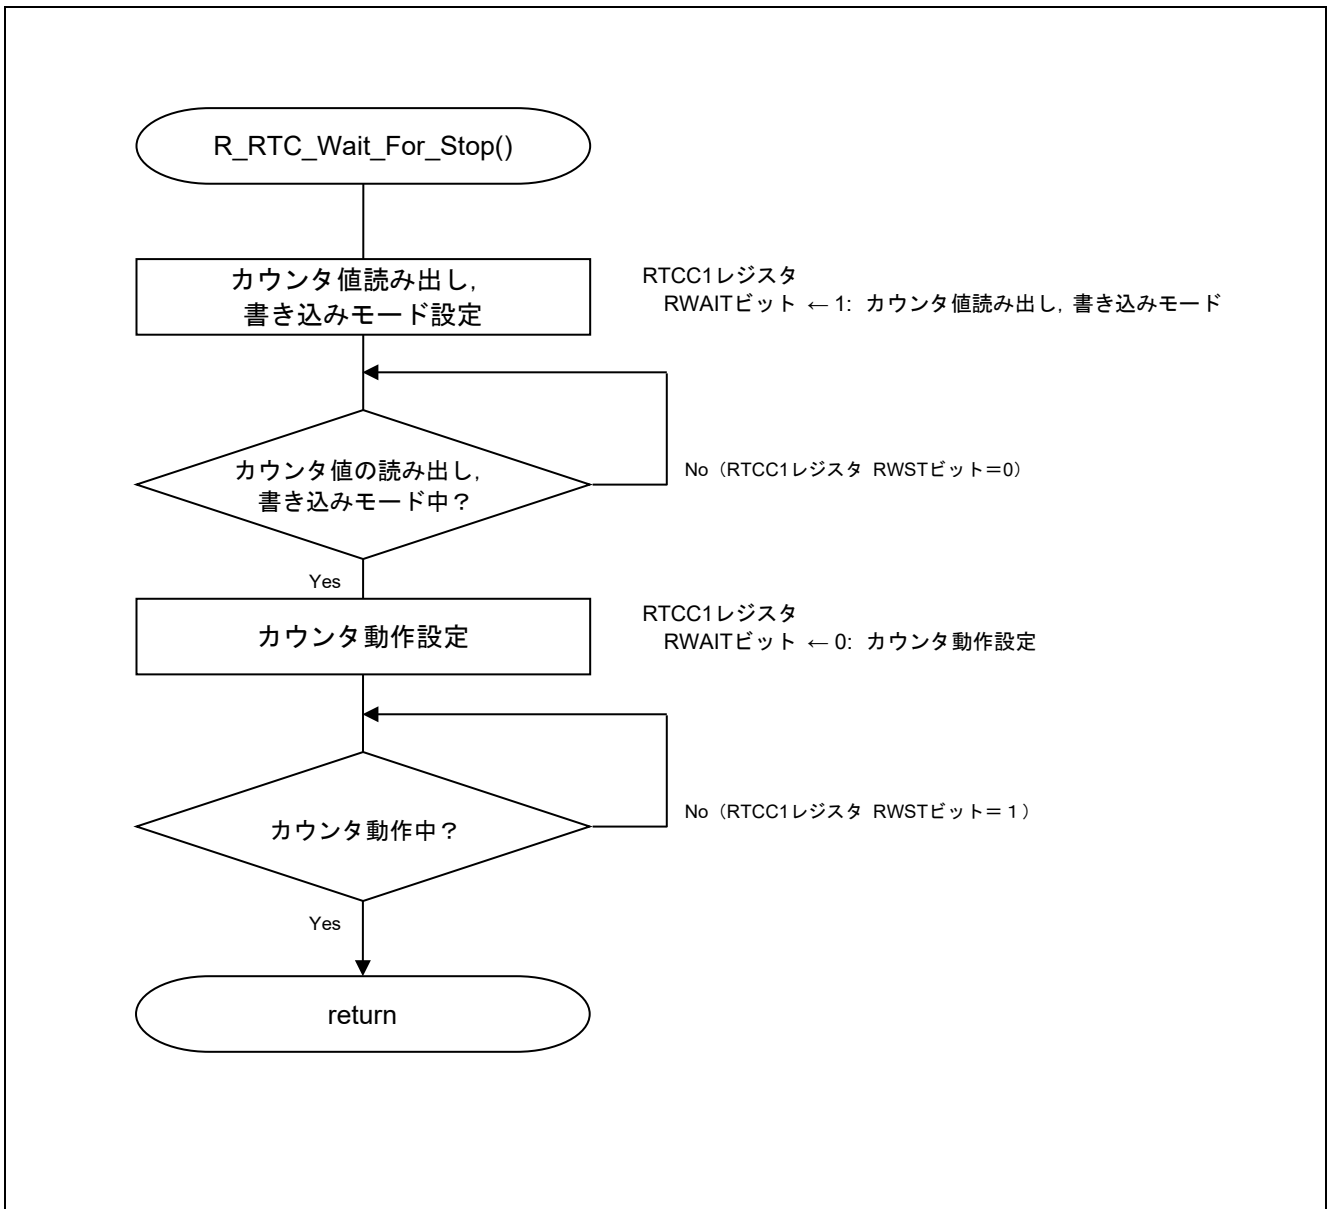 R_RTC_Wait_For_Stop()
カウンタ値読み出し,
書き込みモード設定
RTCC1レジスタ
RWAITビット ← 1: カウンタ値読み出し, 書き込みモード
カウンタ値の読み出し,
書き込みモード中？
No（RTCC1レジスタ RWSTビット＝0）
Yes
カウンタ動作設定
RTCC1レジスタ
RWAITビット ← 0: カウンタ動作設定
カウンタ動作中？
No（RTCC1レジスタ RWSTビット＝１）
Yes
return